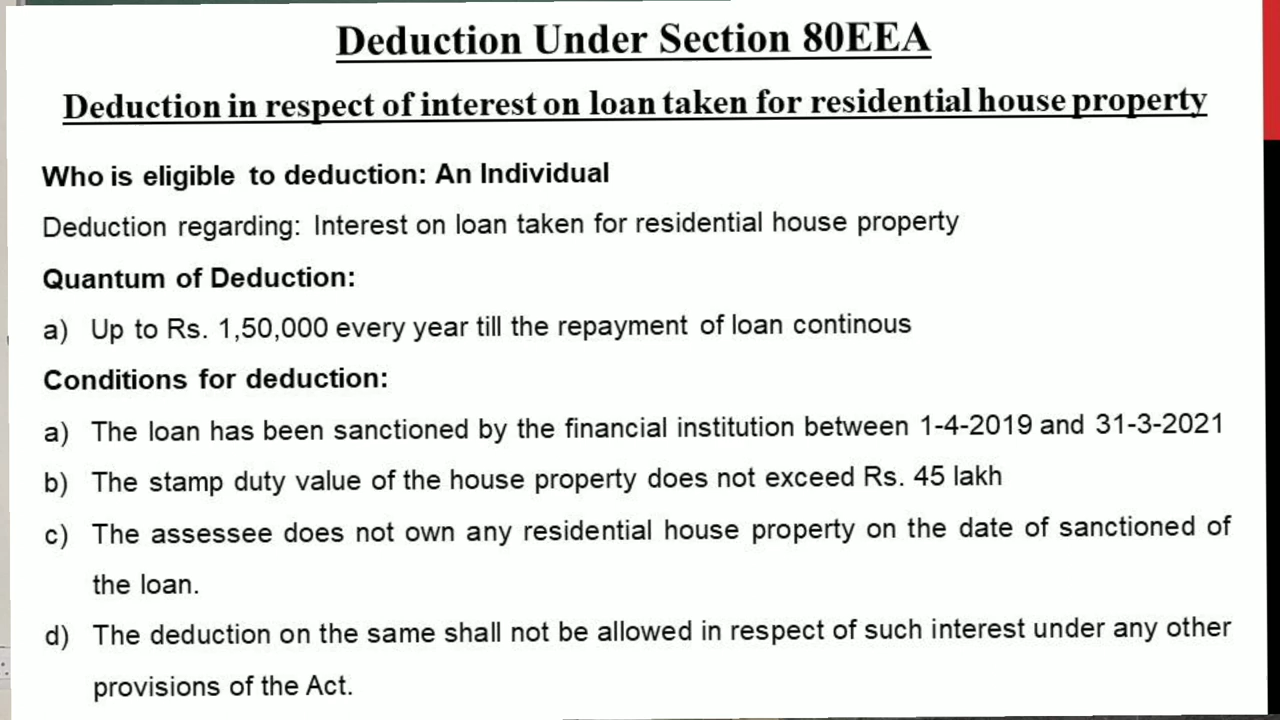 Deduction Under Section 80EEA
Deduction in respect of interest on loan taken for residential house property
Who is eligible to deduction: An Individual
Deduction regarding: Interest on loan taken for residential house property
Quantum of Deduction:
a) Up to Rs. 1,50,000 every year till the repayment of loan continous
Conditions for deduction:
a) The loan has been sanctioned by the financial institution between 1-4-2019 and 31-3-2021
b) The stamp duty value of the house property does not exceed Rs. 45 lakh
c) The assessee does not own any residential house property on the date of sanctioned of
the loan.
d) The deduction on the same shall not be allowed in respect of such interest under any other
provisions of the Act.